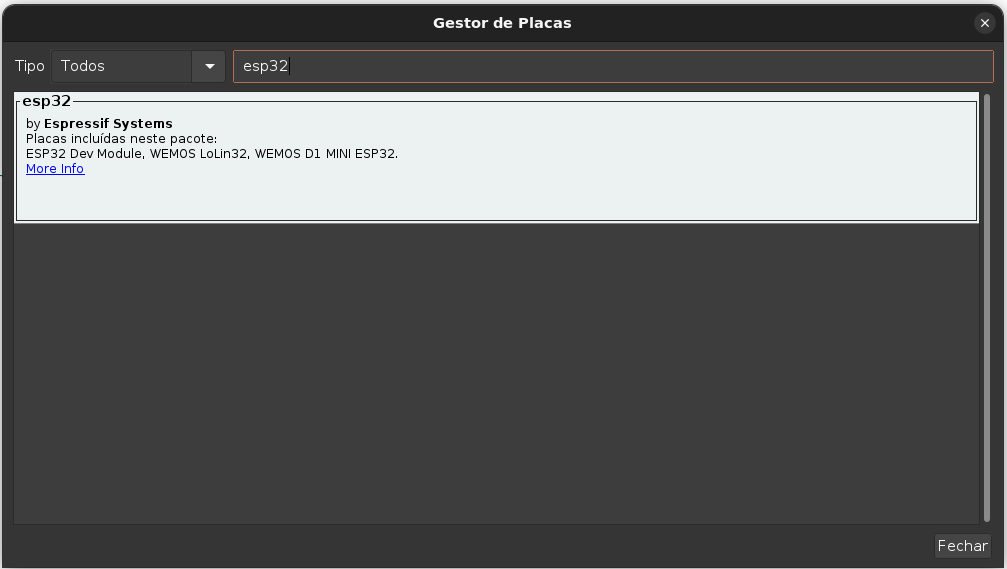 Gestor de Placas
Tipo Todos esp32
esp32
by Espressif Systems
Placas incluídas neste pacote:
ESP32 Dev Module, WEMOS LoLin32, WEMOS D1 MINI ESP32.
More Info
Fechar